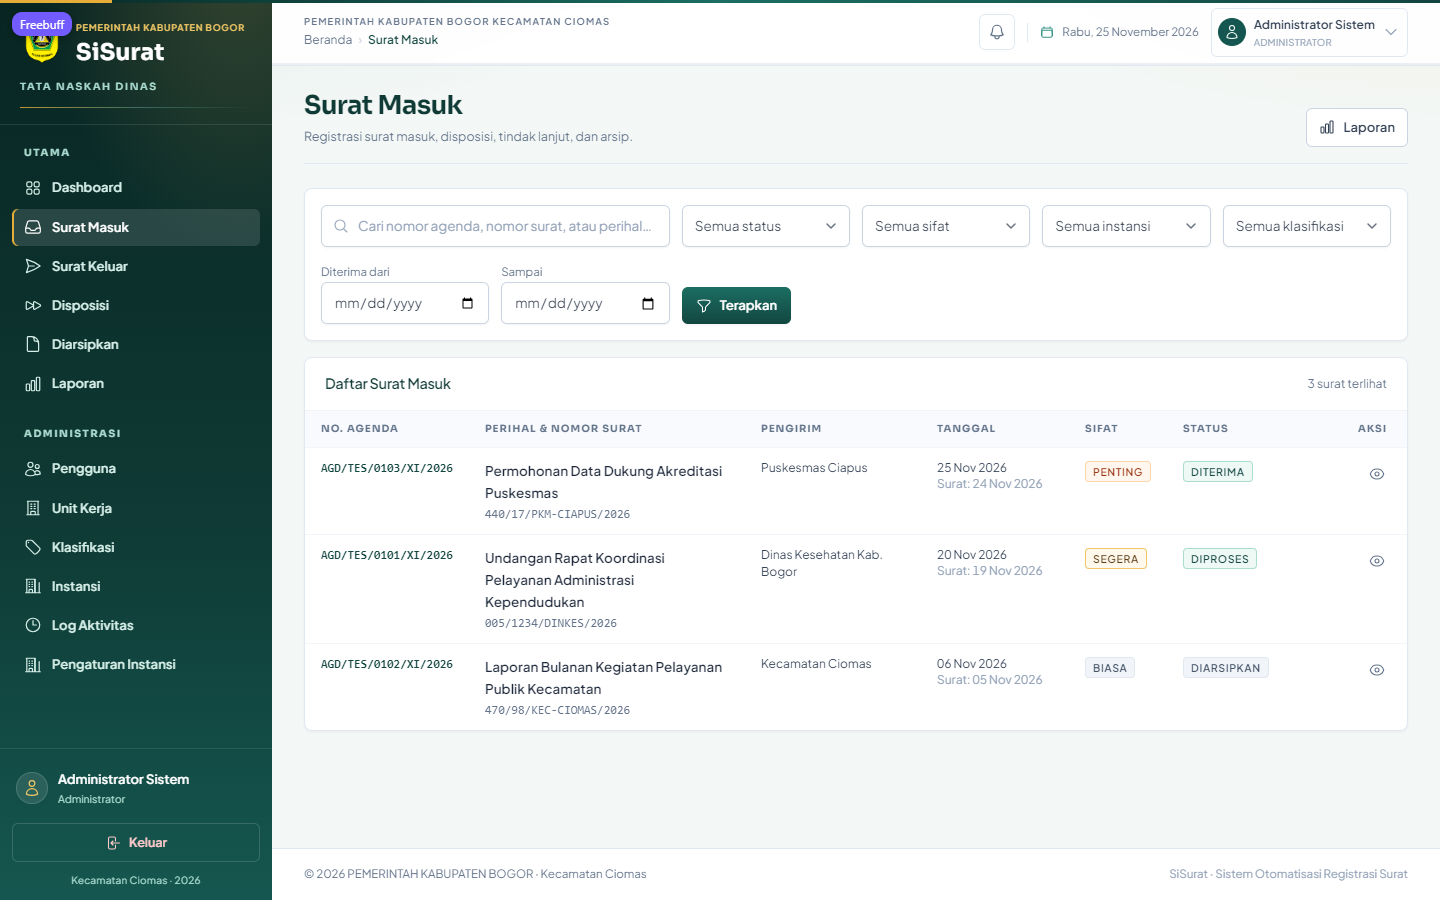 Freebuff
PEMERINTAH KABUPATEN BOGOR
SiSurat
TATA NASKAH DINAS
UTAMA
Dashboard
Surat Masuk
Surat Keluar
Disposisi
Diarsipkan
Laporan
ADMINISTRASI
Pengguna
Unit Kerja
Klasifikasi
Instansi
Log Aktivitas
Pengaturan Instansi
Administrator Sistem
Administrator
Keluar
Kecamatan Ciomas · 2026
PEMERINTAH KABUPATEN BOGOR KECAMATAN CIOMAS
Beranda › Surat Masuk
Rabu, 25 November 2026
Administrator Sistem
ADMINISTRATOR
Surat Masuk
Registrasi surat masuk, disposisi, tindak lanjut, dan arsip.
Laporan
Cari nomor agenda, nomor surat, atau perihal...
Semua status
Semua sifat
Semua instansi
Semua klasifikasi
Diterima dari
Sampai
mm/dd/yyyy
mm/dd/yyyy
Terapkan
Daftar Surat Masuk
3 surat terlihat
NO. AGENDA PERIHAL & NOMOR SURAT PENGIRIM TANGGAL SIFAT STATUS AKSI
AGD/TES/0103/XI/2026
Permohonan Data Dukung Akreditasi
Puskesmas
440/17/PKM-CIAPUS/2026
Puskesmas Ciapus
25 Nov 2026
Surat: 24 Nov 2026
PENTING
DITERIMA
AGD/TES/0101/XI/2026
Undangan Rapat Koordinasi
Pelayanan Administrasi
Kependudukan
005/1234/DINKES/2026
Dinas Kesehatan Kab.
Bogor
20 Nov 2026
Surat: 19 Nov 2026
SEGERA
DIPROSES
AGD/TES/0102/XI/2026
Laporan Bulanan Kegiatan Pelayanan
Publik Kecamatan
470/98/KEC-CIOMAS/2026
Kecamatan Ciomas
06 Nov 2026
Surat: 05 Nov 2026
BIASA
DIARSIPKAN
© 2026 PEMERINTAH KABUPATEN BOGOR · Kecamatan Ciomas
SiSurat · Sistem Otomatisasi Registrasi Surat